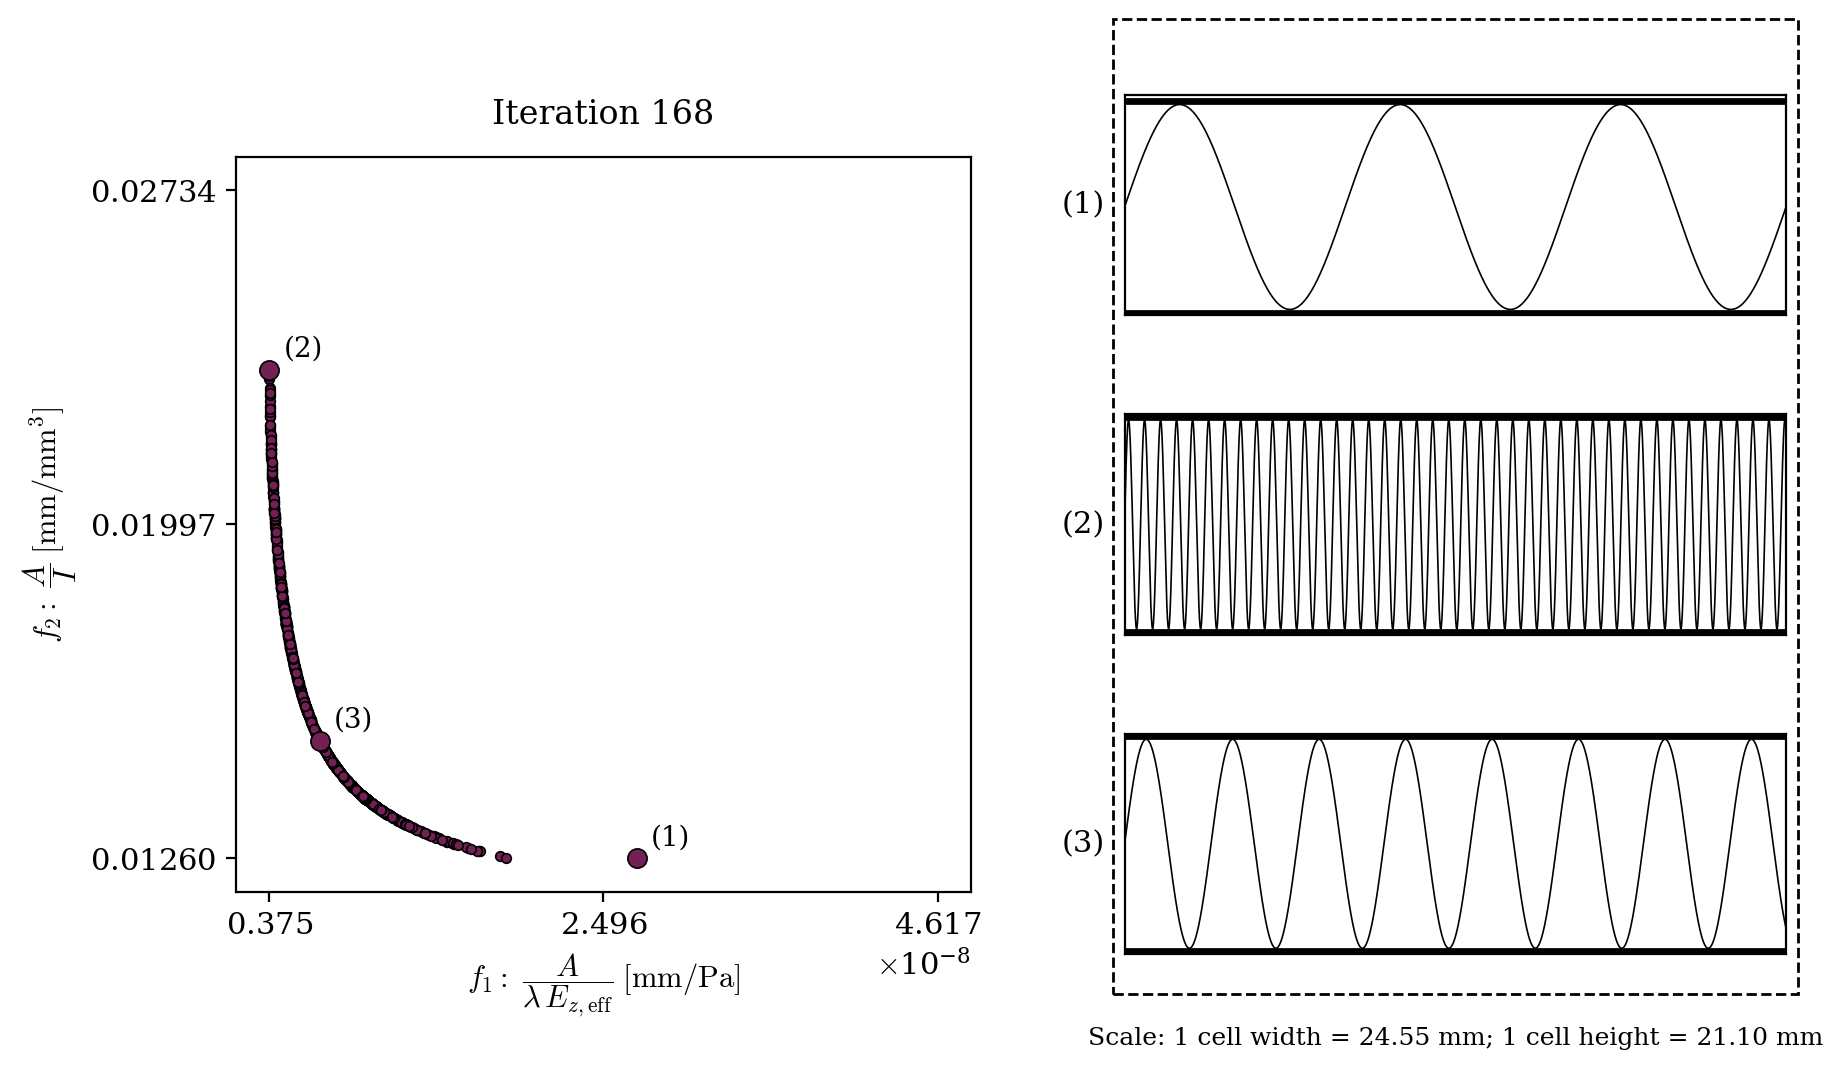 Iteration 168
0.02734
0.01997
0.01260
f₂ : A/I [mm/mm³]
(2)
(3)
(1)
0.375 2.496 4.617
×10⁻⁸
f₁ : A/(λ E_z, eff) [mm/Pa]
(1)
(2)
(3)
Scale: 1 cell width = 24.55 mm; 1 cell height = 21.10 mm